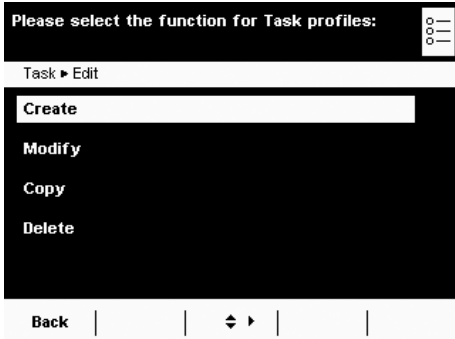 Please select the function for Task profiles:
Task ▸ Edit
Create
Modify
Copy
Delete
Back